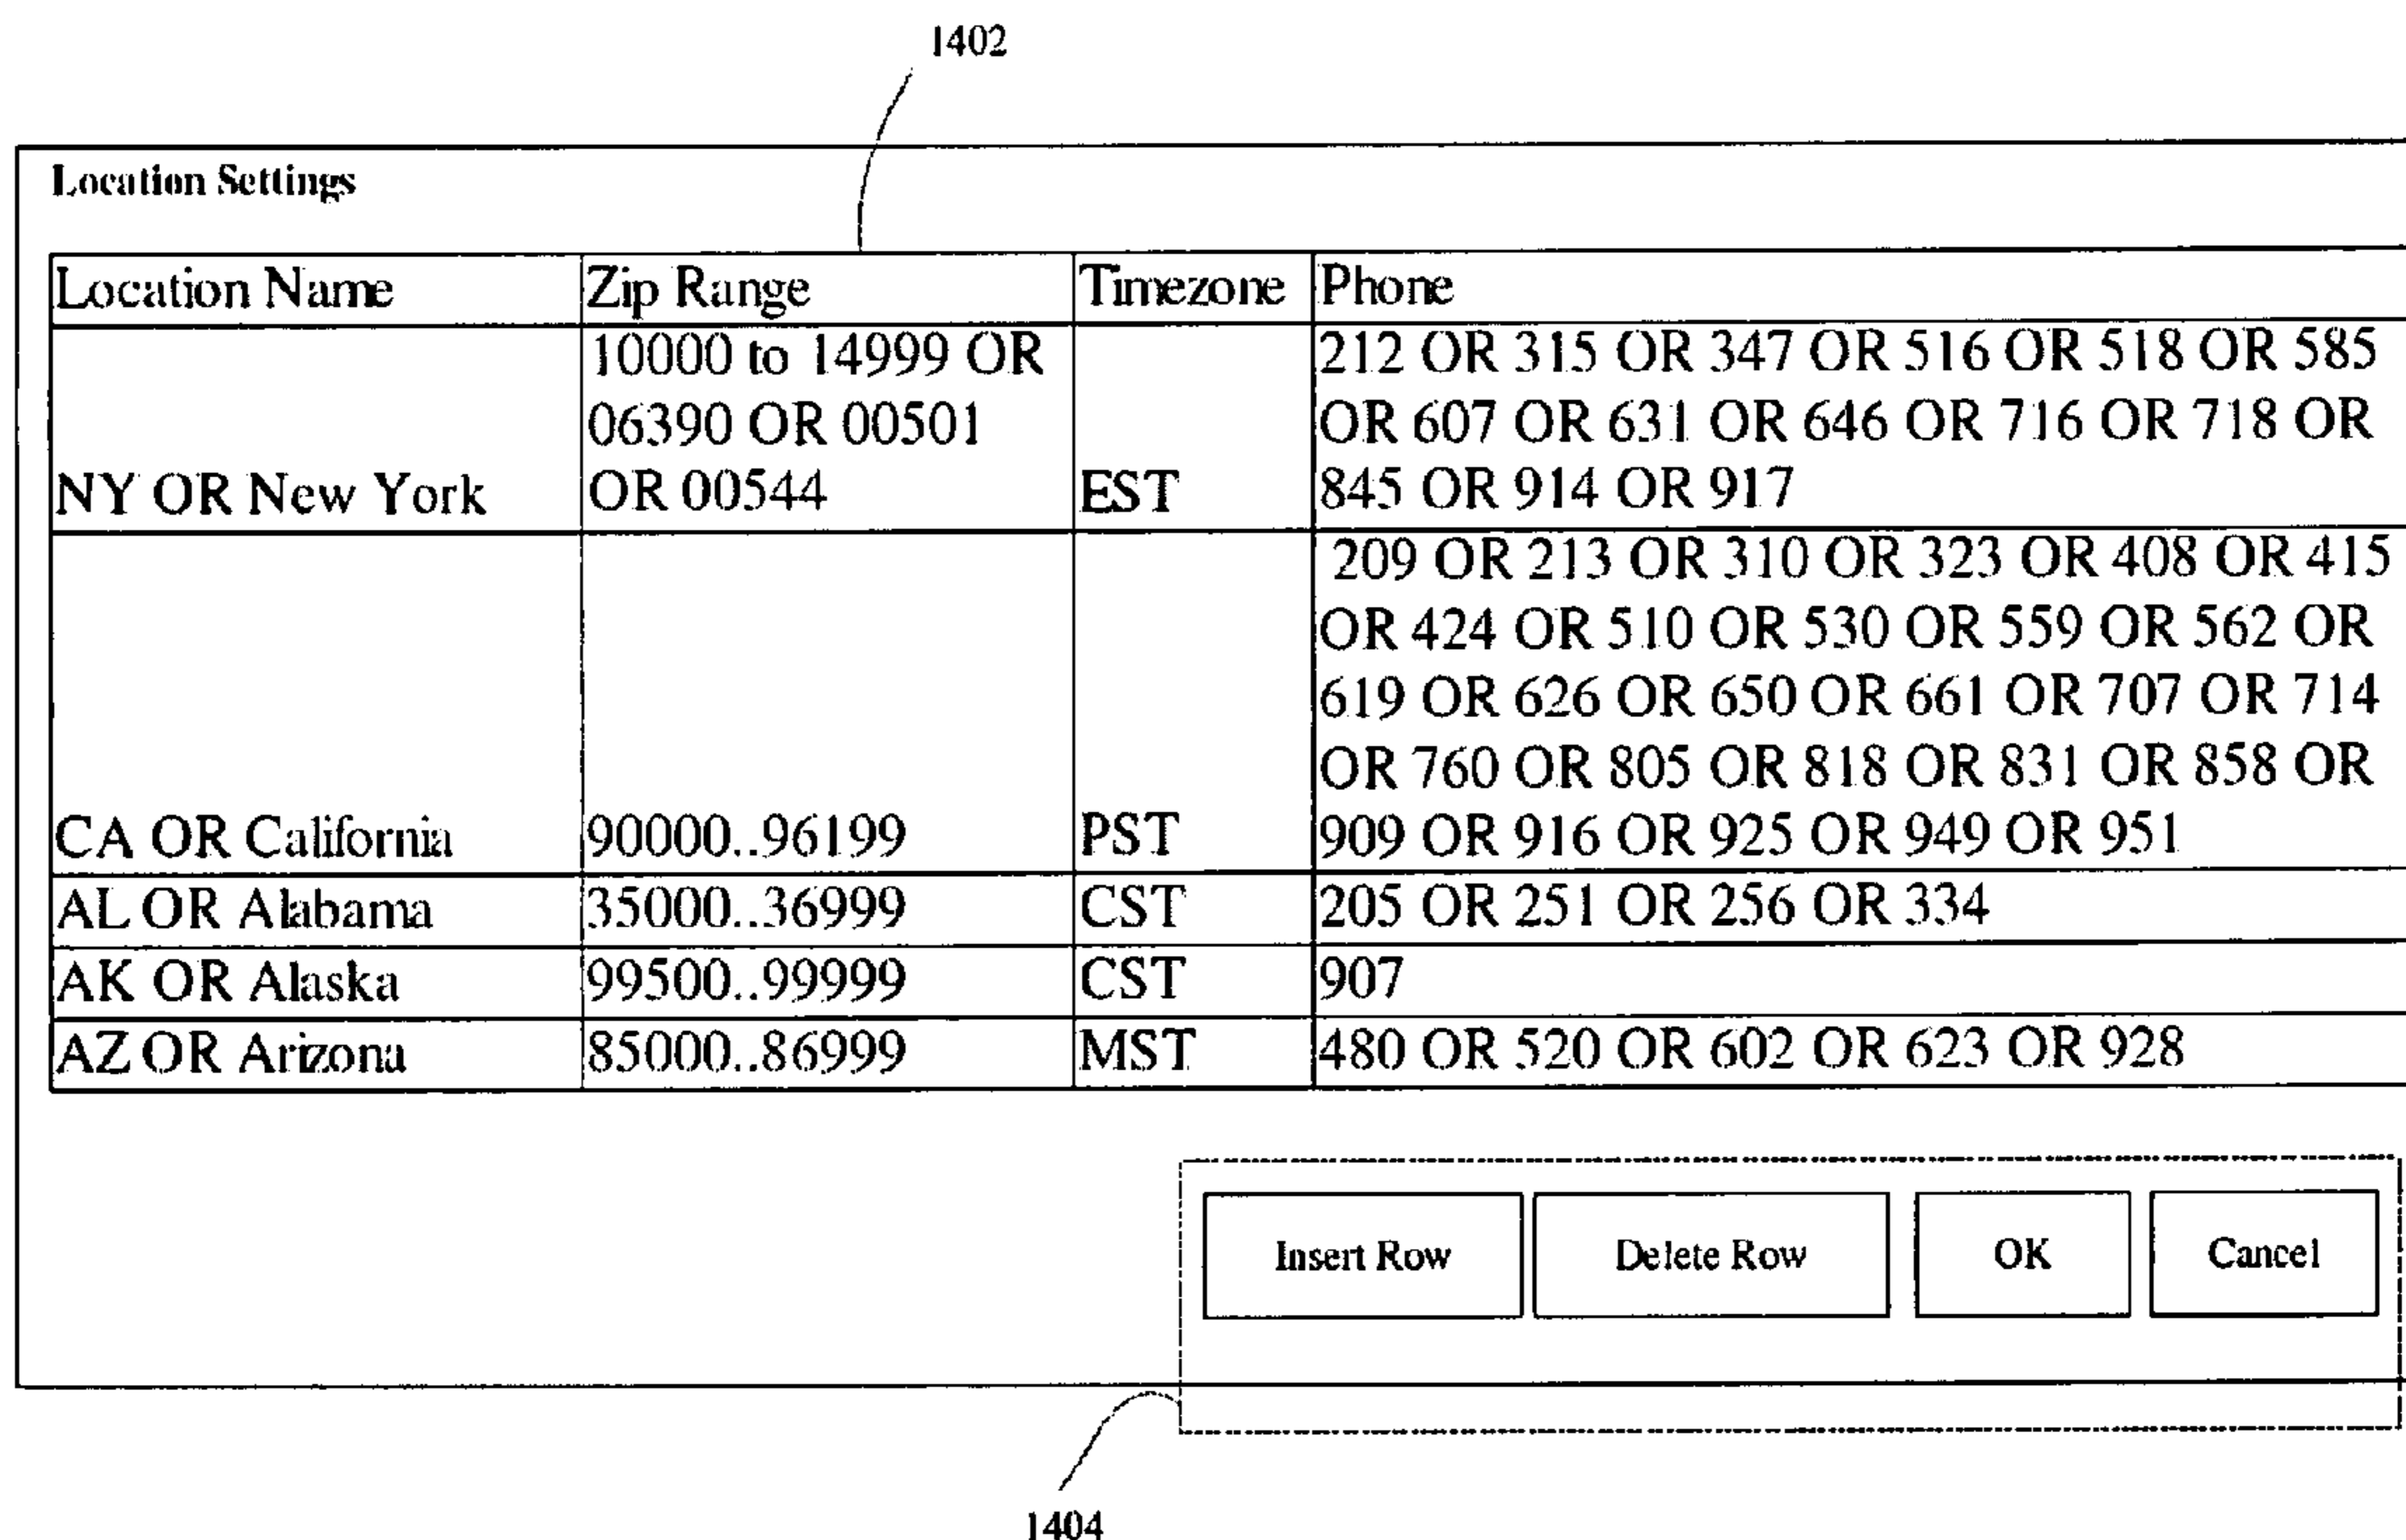 1402
Location Settings
Location Name Zip Range Timezone Phone
10000 to 14999 OR
06390 OR 00501
NY OR New York OR 00544 EST
212 OR 315 OR 347 OR 516 OR 518 OR 585
OR 607 OR 631 OR 646 OR 716 OR 718 OR
845 OR 914 OR 917
CA OR California 90000..96199 PST
209 OR 213 OR 310 OR 323 OR 408 OR 415
OR 424 OR 510 OR 530 OR 559 OR 562 OR
619 OR 626 OR 650 OR 661 OR 707 OR 714
OR 760 OR 805 OR 818 OR 831 OR 858 OR
909 OR 916 OR 925 OR 949 OR 951
AL OR Alabama 35000..36999 CST 205 OR 251 OR 256 OR 334
AK OR Alaska 99500..99999 CST 907
AZ OR Arizona 85000..86999 MST 480 OR 520 OR 602 OR 623 OR 928
Insert Row Delete Row OK Cancel
1404